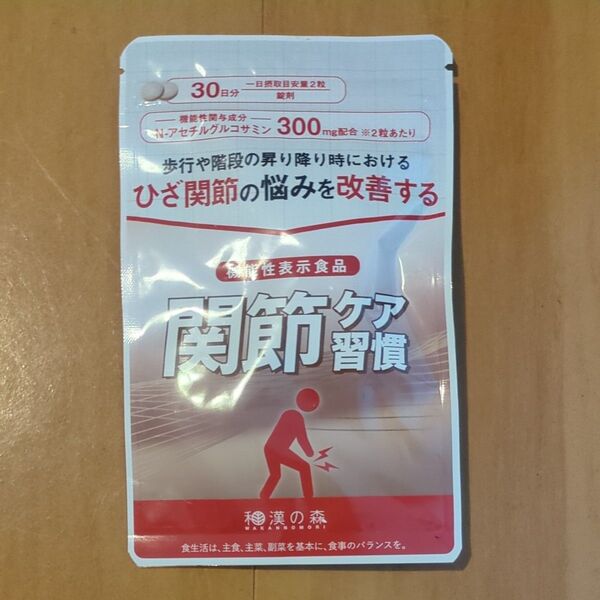 30日分
一日摂取目安量2粒
錠剤
機能性関与成分
N-アセチルグルコサミン
300mg配合 ※2粒あたり
歩行や階段の昇り降り時における
ひざ関節の悩みを改善する
機能性表示食品
関節ケア
習慣
和漢の森
WAKANNOMORI
食生活は、主食、主菜、副菜を基本に、食事のバランスを。